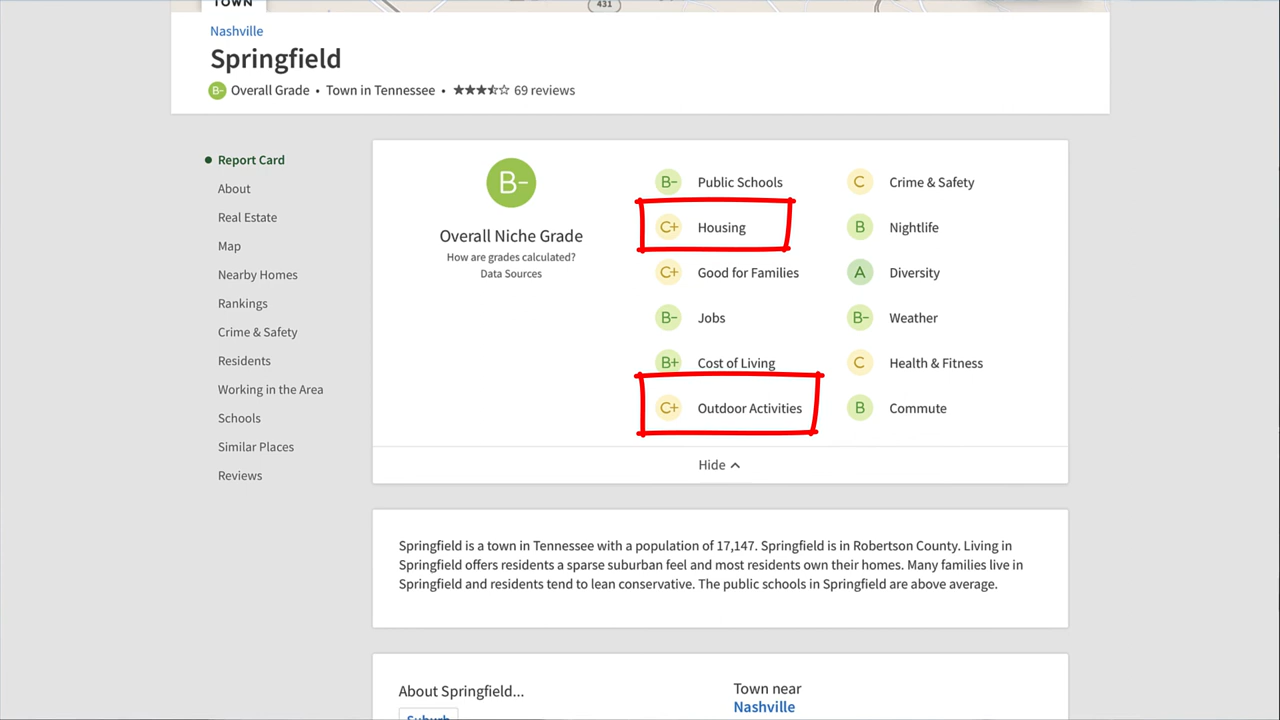 TOWN
431
Nashville
Springfield
B- Overall Grade • Town in Tennessee • 69 reviews
Report Card
About
Real Estate
Map
Nearby Homes
Rankings
Crime & Safety
Residents
Working in the Area
Schools
Similar Places
Reviews
B-
Overall Niche Grade
How are grades calculated?
Data Sources
B- Public Schools
C+ Housing
C+ Good for Families
B- Jobs
B+ Cost of Living
C+ Outdoor Activities
C Crime & Safety
B Nightlife
A Diversity
B- Weather
C Health & Fitness
B Commute
Hide
Springfield is a town in Tennessee with a population of 17,147. Springfield is in Robertson County. Living in
Springfield offers residents a sparse suburban feel and most residents own their homes. Many families live in
Springfield and residents tend to lean conservative. The public schools in Springfield are above average.
About Springfield...
Suburb
Town near
Nashville